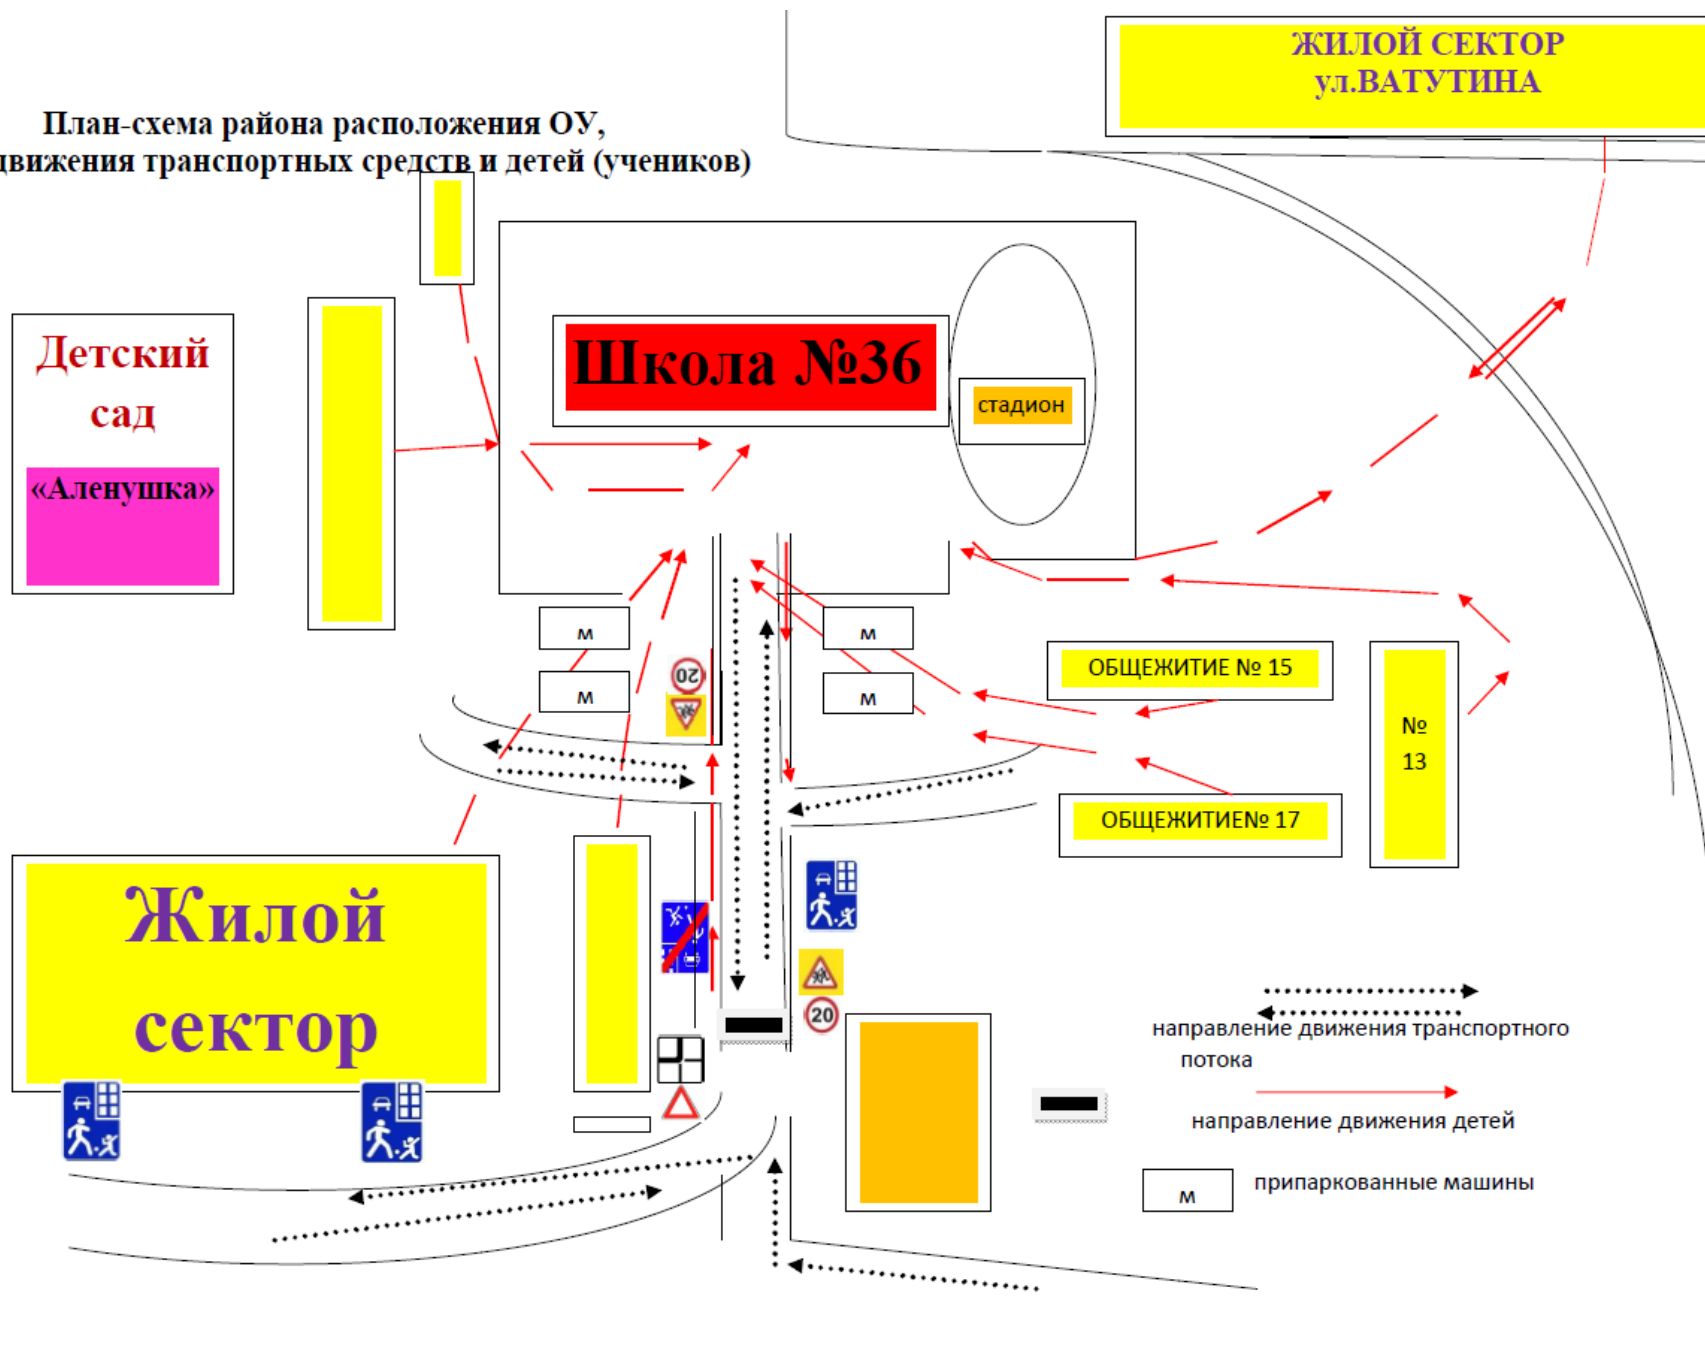 ЖИЛОЙ СЕКТОР
ул.ВАТУТИНА
План-схема района расположения ОУ,
движения транспортных средств и детей (учеников)
Детский
сад
«Аленушка»
Школа №36
стадион
м
м
м
м
20
ОБЩЕЖИТИЕ № 15
№
13
ОБЩЕЖИТИЕ№ 17
Жилой
сектор
20
направление движения транспортного
потока
направление движения детей
м
припаркованные машины